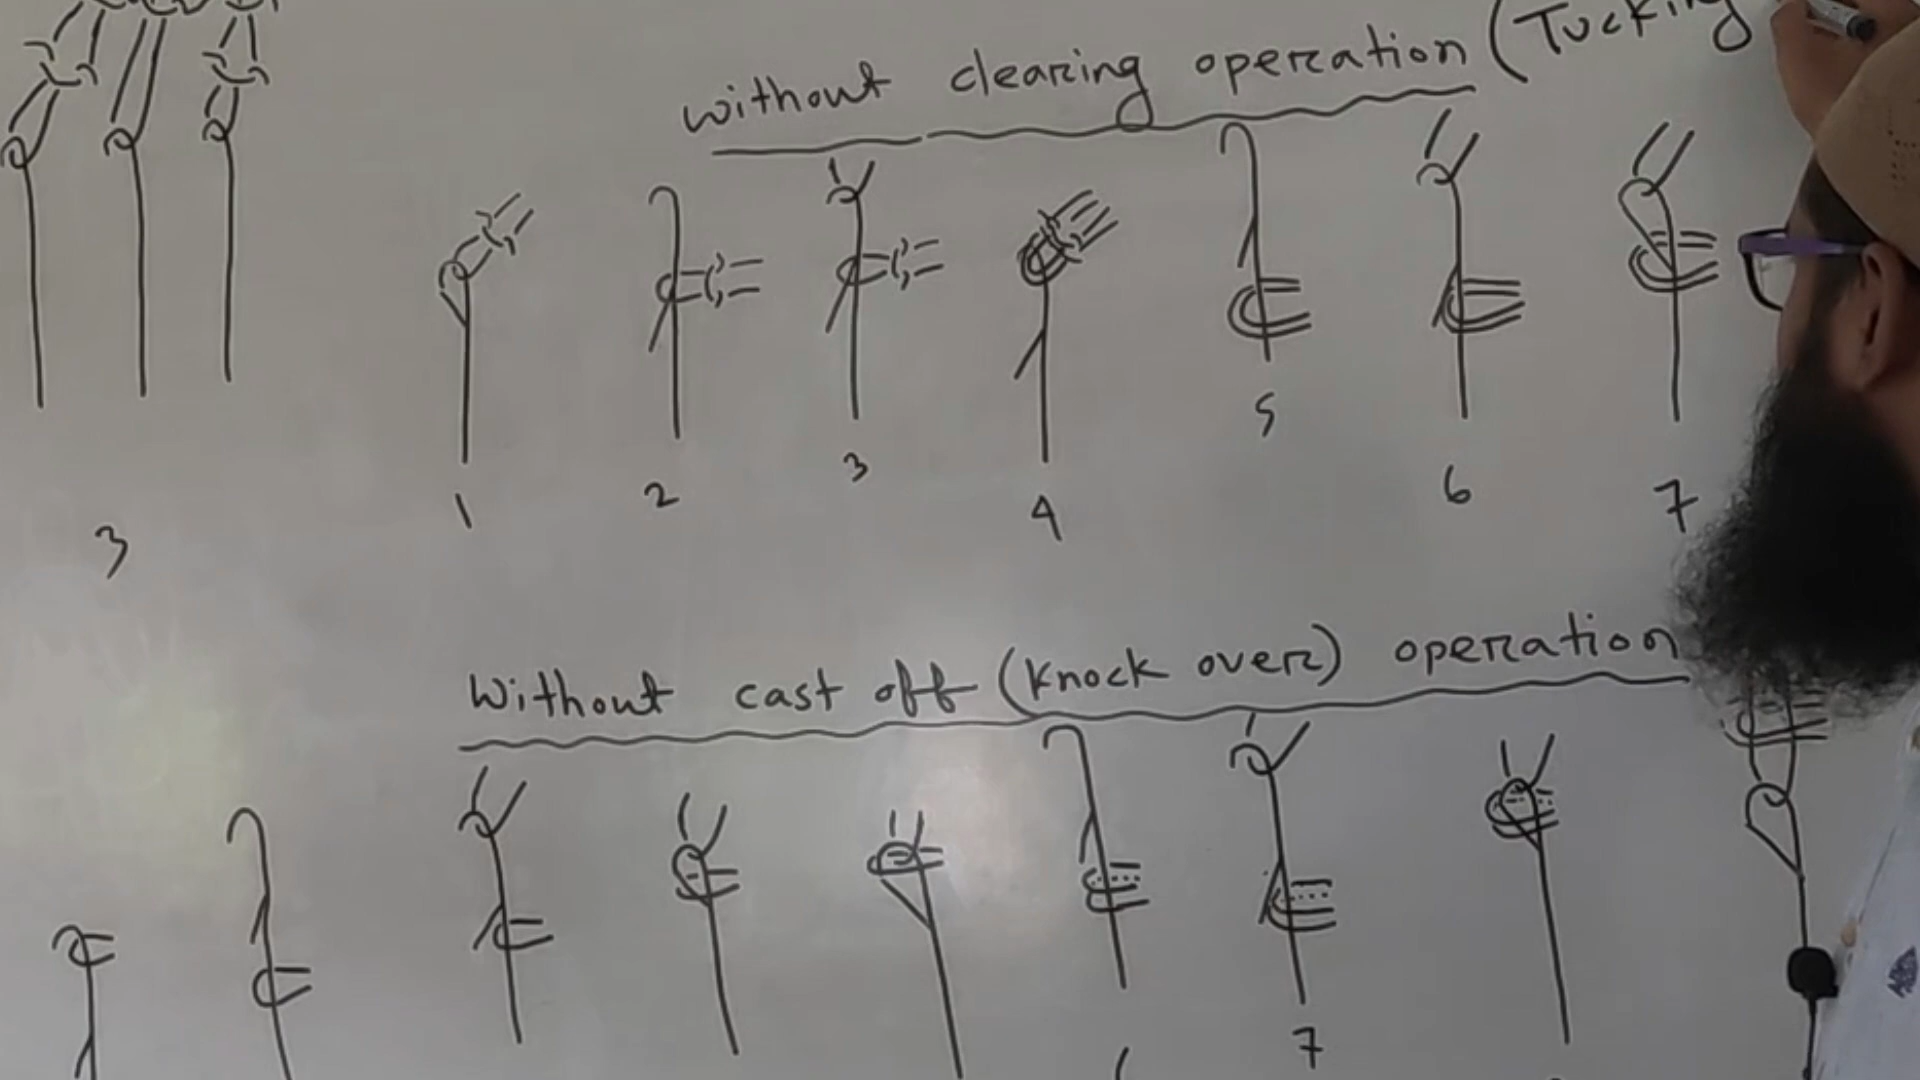 without clearing operation (Tucking
1 2 3 4 5 6 7
3
Without cast off (Knock over) operation
7